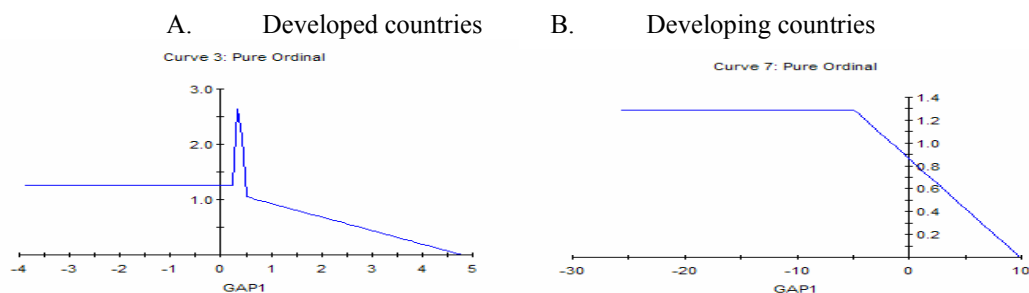 A. Developed countries B. Developing countries
Curve 3: Pure Ordinal
3.0
2.0
1.0
-4 -3 -2 -1 0 1 2 3 4 5
GAP1
Curve 7: Pure Ordinal
1.4
1.2
1.0
0.8
0.6
0.4
0.2
-30 -20 -10 0 10
GAP1